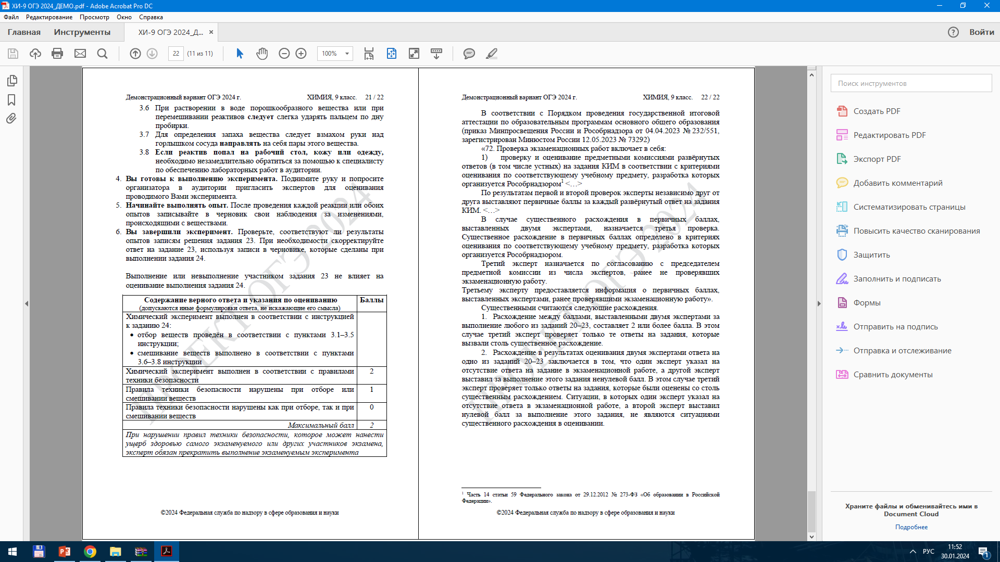 ХИ-9 ОГЭ 2024_ДЕМО.pdf - Adobe Acrobat Pro DC
Файл Редактирование Просмотр Окно Справка
Главная Инструменты ХИ-9 ОГЭ 2024_Д... × ? Войти
22 (11 из 11) 100%
Демонстрационный вариант ОГЭ 2024 г. ХИМИЯ, 9 класс. 21 / 22
3.6 При растворении в воде порошкообразного вещества или при
перемешивании реактивов следует слегка ударять пальцем по дну
пробирки.
3.7 Для определения запаха вещества следует взмахом руки над
горлышком сосуда направлять на себя пары этого вещества.
3.8 Если реактив попал на рабочий стол, кожу или одежду,
необходимо незамедлительно обратиться за помощью к специалисту
по обеспечению лабораторных работ в аудитории.
4. Вы готовы к выполнению эксперимента. Поднимите руку и попросите
организатора в аудитории пригласить экспертов для оценивания
проводимого Вами эксперимента.
5. Начинайте выполнять опыт. После проведения каждой реакции или обоих
опытов записывайте в черновик свои наблюдения за изменениями,
происходящими с веществами.
6. Вы завершили эксперимент. Проверьте, соответствуют ли результаты
опытов записям решения задания 23. При необходимости скорректируйте
ответ на задание 23, используя записи в черновике, которые сделаны при
выполнении задания 24.
Выполнение или невыполнение участником задания 23 не влияет на
оценивание выполнения задания 24.
Содержание верного ответа и указания по оцениванию Баллы
(допускаются иные формулировки ответа, не искажающие его смысла)
Химический эксперимент выполнен в соответствии с инструкцией
к заданию 24:
• отбор веществ проведён в соответствии с пунктами 3.1–3.5
инструкции;
• смешивание веществ выполнено в соответствии с пунктами
3.6–3.8 инструкции
Химический эксперимент выполнен в соответствии с правилами 2
техники безопасности
Правила техники безопасности нарушены при отборе или 1
смешивании веществ
Правила техники безопасности нарушены как при отборе, так и при 0
смешивании веществ
Максимальный балл 2
При нарушении правил техники безопасности, которое может нанести
ущерб здоровью самого экзаменуемого или других участников экзамена,
эксперт обязан прекратить выполнение экзаменуемым эксперимента
ПРОЕКТ ОГЭ 2024
©2024 Федеральная служба по надзору в сфере образования и науки
Демонстрационный вариант ОГЭ 2024 г. ХИМИЯ, 9 класс. 22 / 22
В соответствии с Порядком проведения государственной итоговой
аттестации по образовательным программам основного общего образования
(приказ Минпросвещения России и Рособрнадзора от 04.04.2023 № 232/551,
зарегистрирован Минюстом России 12.05.2023 № 73292)
«72. Проверка экзаменационных работ включает в себя:
1) проверку и оценивание предметными комиссиями развёрнутых
ответов (в том числе устных) на задания КИМ в соответствии с критериями
оценивания по соответствующему учебному предмету, разработка которых
организуется Рособрнадзором1 <…>
По результатам первой и второй проверок эксперты независимо друг от
друга выставляют первичные баллы за каждый развёрнутый ответ на задания
КИМ. <…>
В случае существенного расхождения в первичных баллах,
выставленных двумя экспертами, назначается третья проверка.
Существенное расхождение в первичных баллах определено в критериях
оценивания по соответствующему учебному предмету, разработка которых
организуется Рособрнадзором.
Третий эксперт назначается по согласованию с председателем
предметной комиссии из числа экспертов, ранее не проверявших
экзаменационную работу.
Третьему эксперту предоставляется информация о первичных баллах,
выставленных экспертами, ранее проверявшими экзаменационную работу».
Существенными считаются следующие расхождения.
1. Расхождение между баллами, выставленными двумя экспертами за
выполнение любого из заданий 20–23, составляет 2 или более балла. В этом
случае третий эксперт проверяет только те ответы на задания, которые
вызвали столь существенное расхождение.
2. Расхождение в результатах оценивания двумя экспертами ответа на
одно из заданий 20–23 заключается в том, что один эксперт указал на
отсутствие ответа на задание в экзаменационной работе, а другой эксперт
выставил за выполнение этого задания ненулевой балл. В этом случае третий
эксперт проверяет только ответы на задания, которые были оценены со столь
существенным расхождением. Ситуации, в которых один эксперт указал на
отсутствие ответа в экзаменационной работе, а второй эксперт выставил
нулевой балл за выполнение этого задания, не являются ситуациями
существенного расхождения в оценивании.
ПРОЕКТ ОГЭ 2024
1 Часть 14 статьи 59 Федерального закона от 29.12.2012 № 273-ФЗ «Об образовании в Российской
Федерации».
©2024 Федеральная служба по надзору в сфере образования и науки
Поиск инструментов
Создать PDF
Редактировать PDF
Экспорт PDF
Добавить комментарий
Систематизировать страницы
Повысить качество сканирования
Защитить
Заполнить и подписать
Формы
Отправить на подпись
Отправка и отслеживание
Сравнить документы
Храните файлы и обменивайтесь ими в
Document Cloud
Подробнее
РУС 11:52
30.01.2024
1